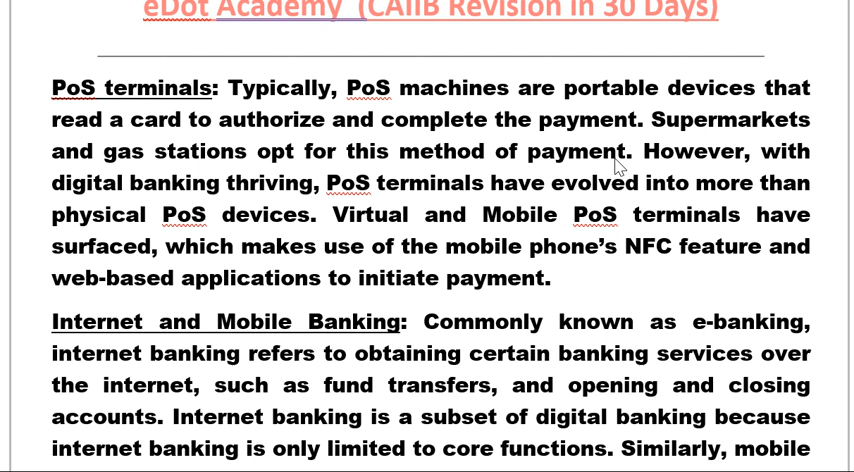 eDot Academy (CAIIB Revision in 30 Days)
PoS terminals: Typically, PoS machines are portable devices that
read a card to authorize and complete the payment. Supermarkets
and gas stations opt for this method of payment. However, with
digital banking thriving, PoS terminals have evolved into more than
physical PoS devices. Virtual and Mobile PoS terminals have
surfaced, which makes use of the mobile phone’s NFC feature and
web-based applications to initiate payment.
Internet and Mobile Banking: Commonly known as e-banking,
internet banking refers to obtaining certain banking services over
the internet, such as fund transfers, and opening and closing
accounts. Internet banking is a subset of digital banking because
internet banking is only limited to core functions. Similarly, mobile